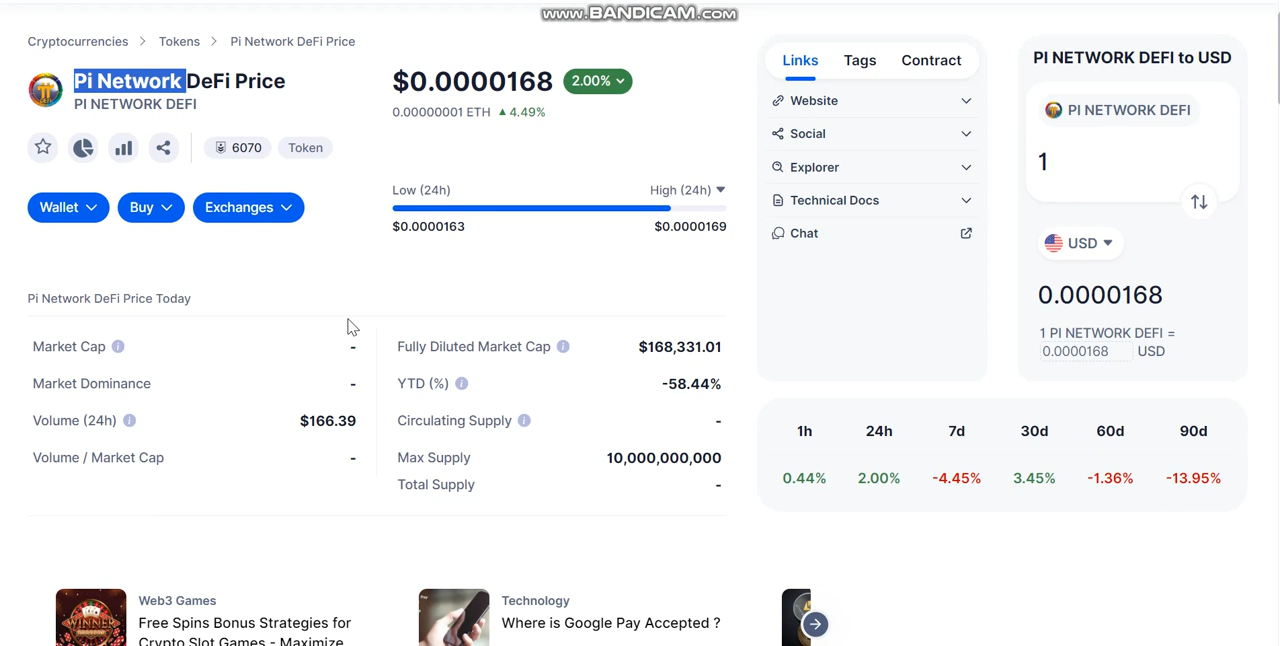 www.BANDICAM.com
Cryptocurrencies > Tokens > Pi Network DeFi Price
Pi Network DeFi Price
PI NETWORK DEFI
6070
Token
Wallet
Buy
Exchanges
$0.0000168
2.00%
0.00000001 ETH ▲ 4.49%
Low (24h)
High (24h)
$0.0000163
$0.0000169
Links
Tags
Contract
Website
Social
Explorer
Technical Docs
Chat
PI NETWORK DEFI to USD
PI NETWORK DEFI
1
USD
0.0000168
1 PI NETWORK DEFI =
0.0000168 USD
Pi Network DeFi Price Today
Market Cap -
Market Dominance -
Volume (24h) $166.39
Volume / Market Cap -
Fully Diluted Market Cap $168,331.01
YTD (%) -58.44%
Circulating Supply -
Max Supply 10,000,000,000
Total Supply -
1h 24h 7d 30d 60d 90d
0.44% 2.00% -4.45% 3.45% -1.36% -13.95%
WINNER
Web3 Games
Free Spins Bonus Strategies for
Crypto Slot Games - Maximize
Technology
Where is Google Pay Accepted ?